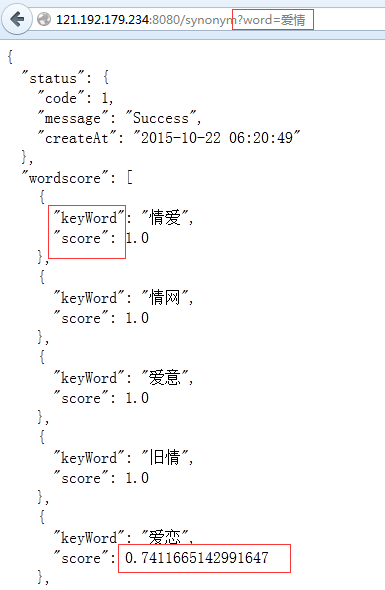 121.192.179.234:8080/synonym?word=爱情
{
  "status": {
    "code": 1,
    "message": "Success",
    "createAt": "2015-10-22 06:20:49"
  },
  "wordscore": [
    {
      "keyWord": "情爱",
      "score": 1.0
    },
    {
      "keyWord": "情网",
      "score": 1.0
    },
    {
      "keyWord": "爱意",
      "score": 1.0
    },
    {
      "keyWord": "旧情",
      "score": 1.0
    },
    {
      "keyWord": "爱恋",
      "score": 0.7411665142991647
    },